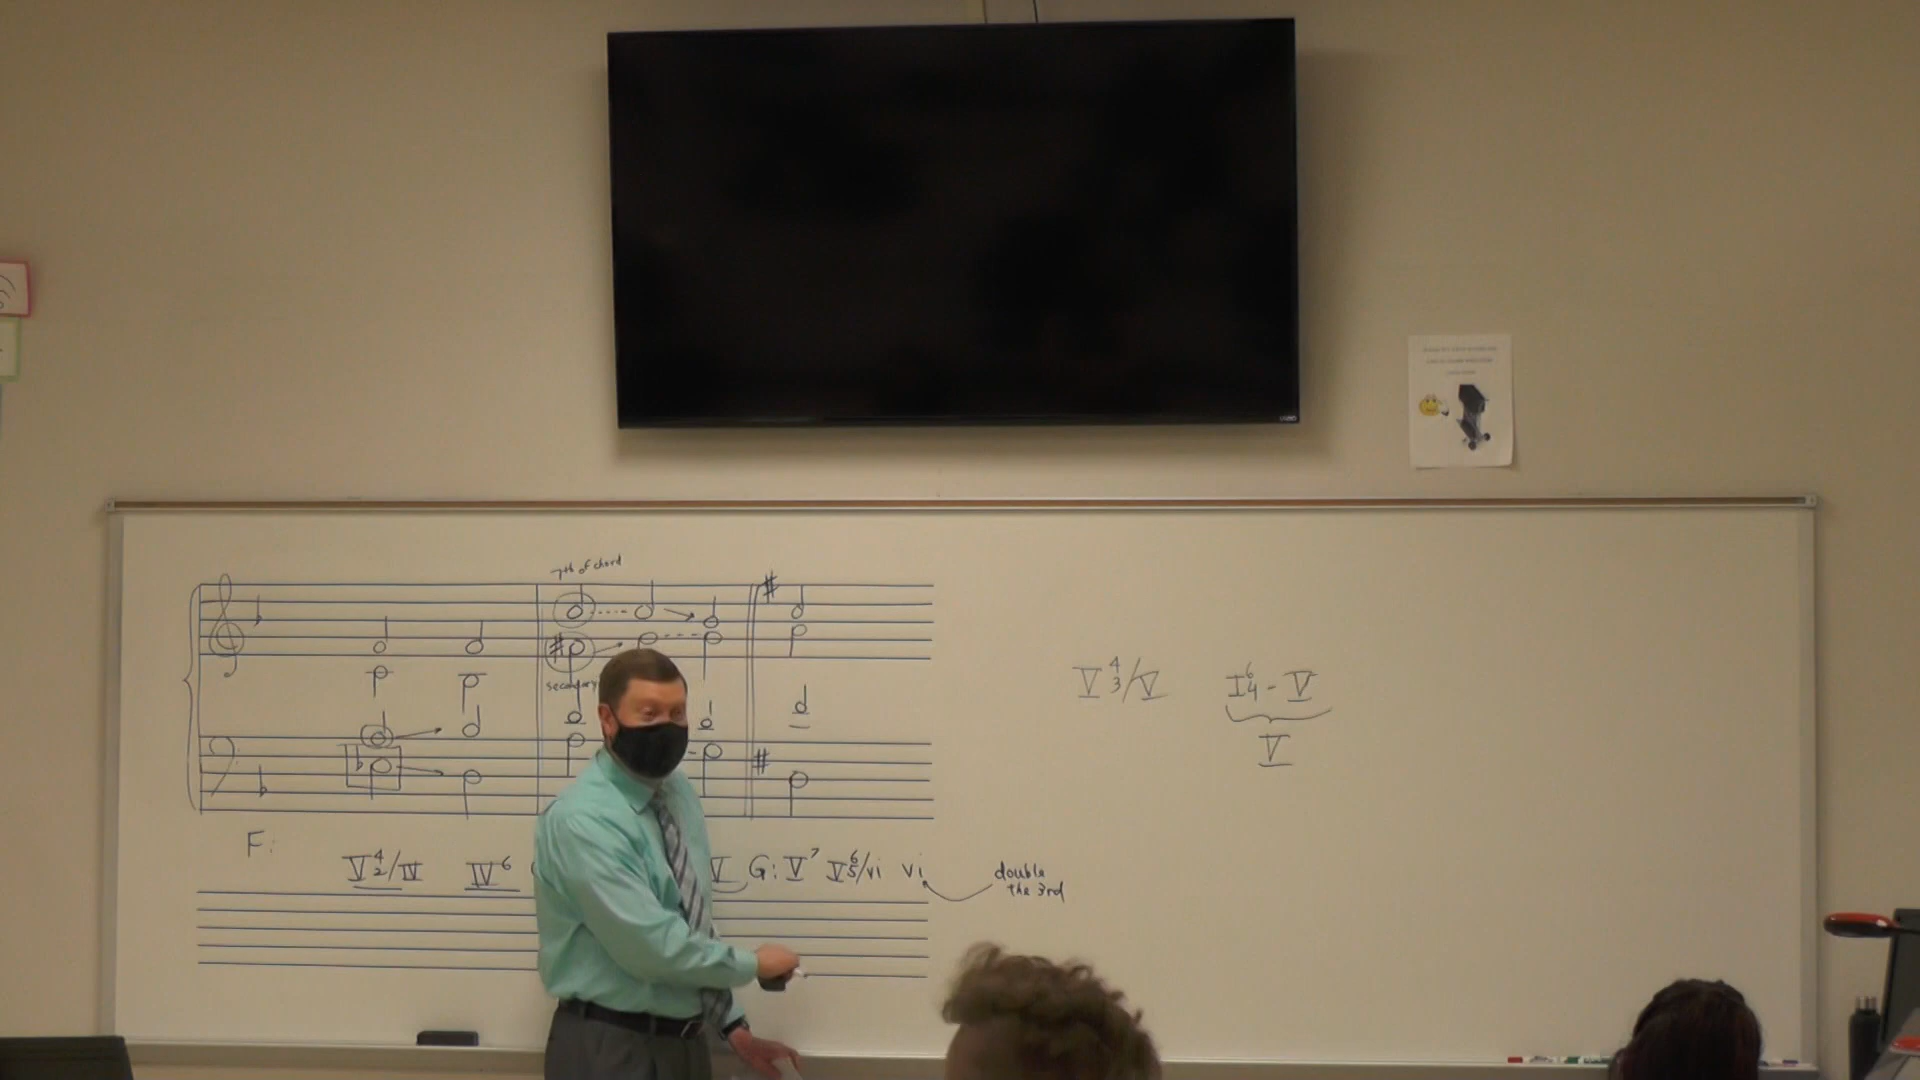 7th of chord
secondary
F: V4/2/IV IV6 V G: V7 V6/5/vi vi
double
the 3rd
V4/3/V I6/4 - V
V
VIZIO